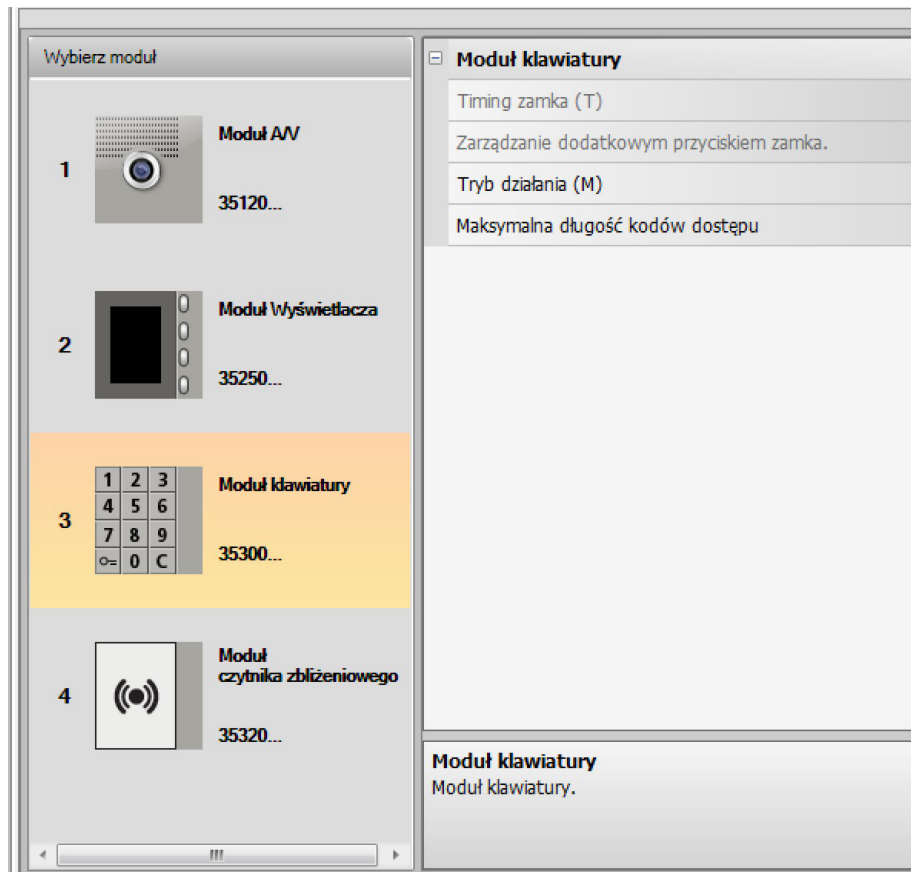 Wybierz moduł
1
Moduł A/V
35120...
2
Moduł Wyświetlacza
35250...
3
1 2 3
4 5 6
7 8 9
0 C
Moduł klawiatury
35300...
4
Moduł
czytnika zbliżeniowego
35320...
Moduł klawiatury
Timing zamka (T)
Zarządzanie dodatkowym przyciskiem zamka.
Tryb działania (M)
Maksymalna długość kodów dostępu
Moduł klawiatury
Moduł klawiatury.